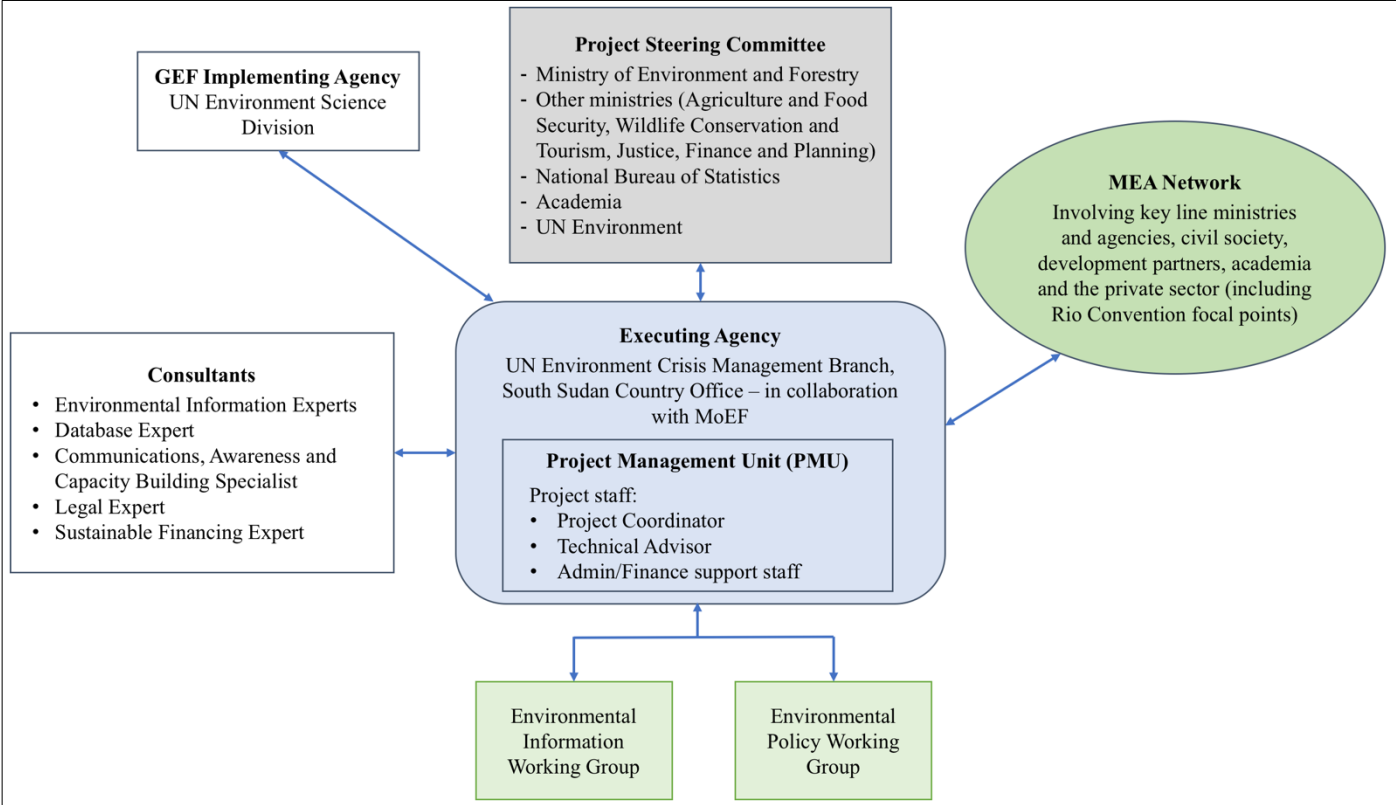 Project Steering Committee
- Ministry of Environment and Forestry
- Other ministries (Agriculture and Food
Security, Wildlife Conservation and
Tourism, Justice, Finance and Planning)
- National Bureau of Statistics
- Academia
- UN Environment
GEF Implementing Agency
UN Environment Science
Division
MEA Network
Involving key line ministries
and agencies, civil society,
development partners, academia
and the private sector (including
Rio Convention focal points)
Executing Agency
UN Environment Crisis Management Branch,
South Sudan Country Office – in collaboration
with MoEF
Consultants
• Environmental Information Experts
• Database Expert
• Communications, Awareness and
Capacity Building Specialist
• Legal Expert
• Sustainable Financing Expert
Project Management Unit (PMU)
Project staff:
• Project Coordinator
• Technical Advisor
• Admin/Finance support staff
Environmental
Information
Working Group
Environmental
Policy Working
Group